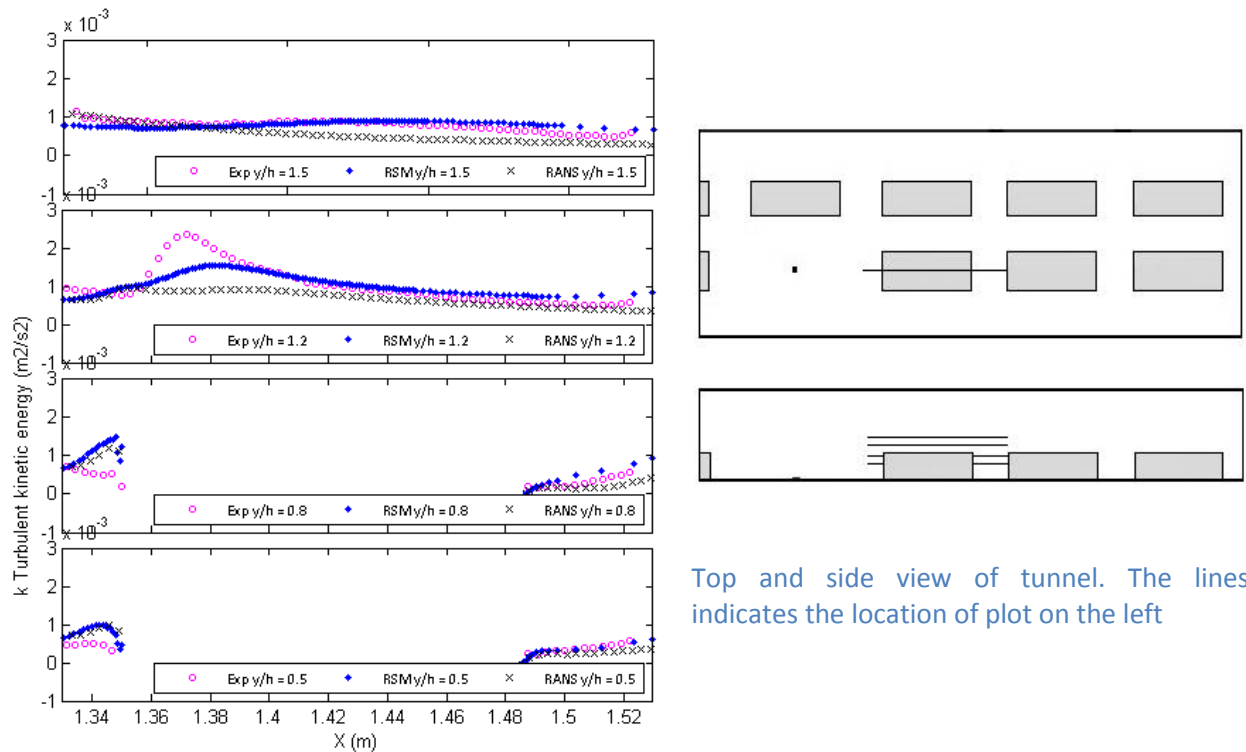 x 10-3
3
2
1
0
-1
Exp y/h = 1.5 RSM y/h = 1.5 RANS y/h = 1.5
x 10-3
3
2
1
0
-1
Exp y/h = 1.2 RSM y/h = 1.2 RANS y/h = 1.2
x 10-3
3
2
1
0
-1
Exp y/h = 0.8 RSM y/h = 0.8 RANS y/h = 0.8
x 10-3
3
2
1
0
-1
Exp y/h = 0.5 RSM y/h = 0.5 RANS y/h = 0.5
1.34 1.36 1.38 1.4 1.42 1.44 1.46 1.48 1.5 1.52
X (m)
k Turbulent kinetic energy (m2/s2)
Top and side view of tunnel. The lines
indicates the location of plot on the left